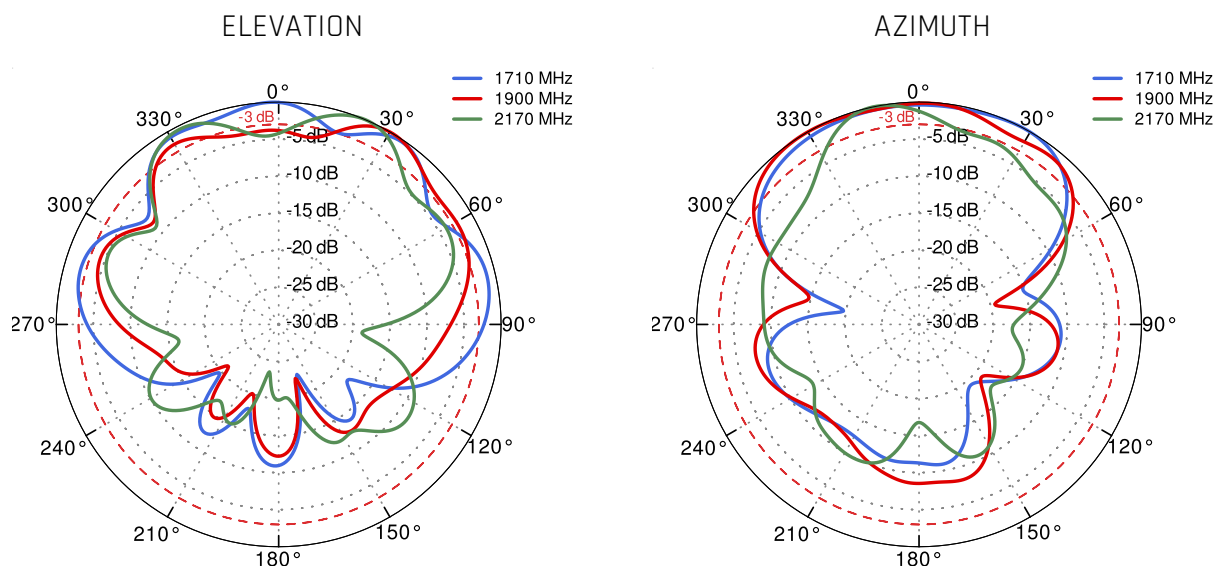 ELEVATION
1710 MHz
1900 MHz
2170 MHz
0°
30°
60°
90°
120°
150°
180°
210°
240°
270°
300°
330°
-3 dB
-5 dB
-10 dB
-15 dB
-20 dB
-25 dB
-30 dB
AZIMUTH
1710 MHz
1900 MHz
2170 MHz
0°
30°
60°
90°
120°
150°
180°
210°
240°
270°
300°
330°
-3 dB
-5 dB
-10 dB
-15 dB
-20 dB
-25 dB
-30 dB